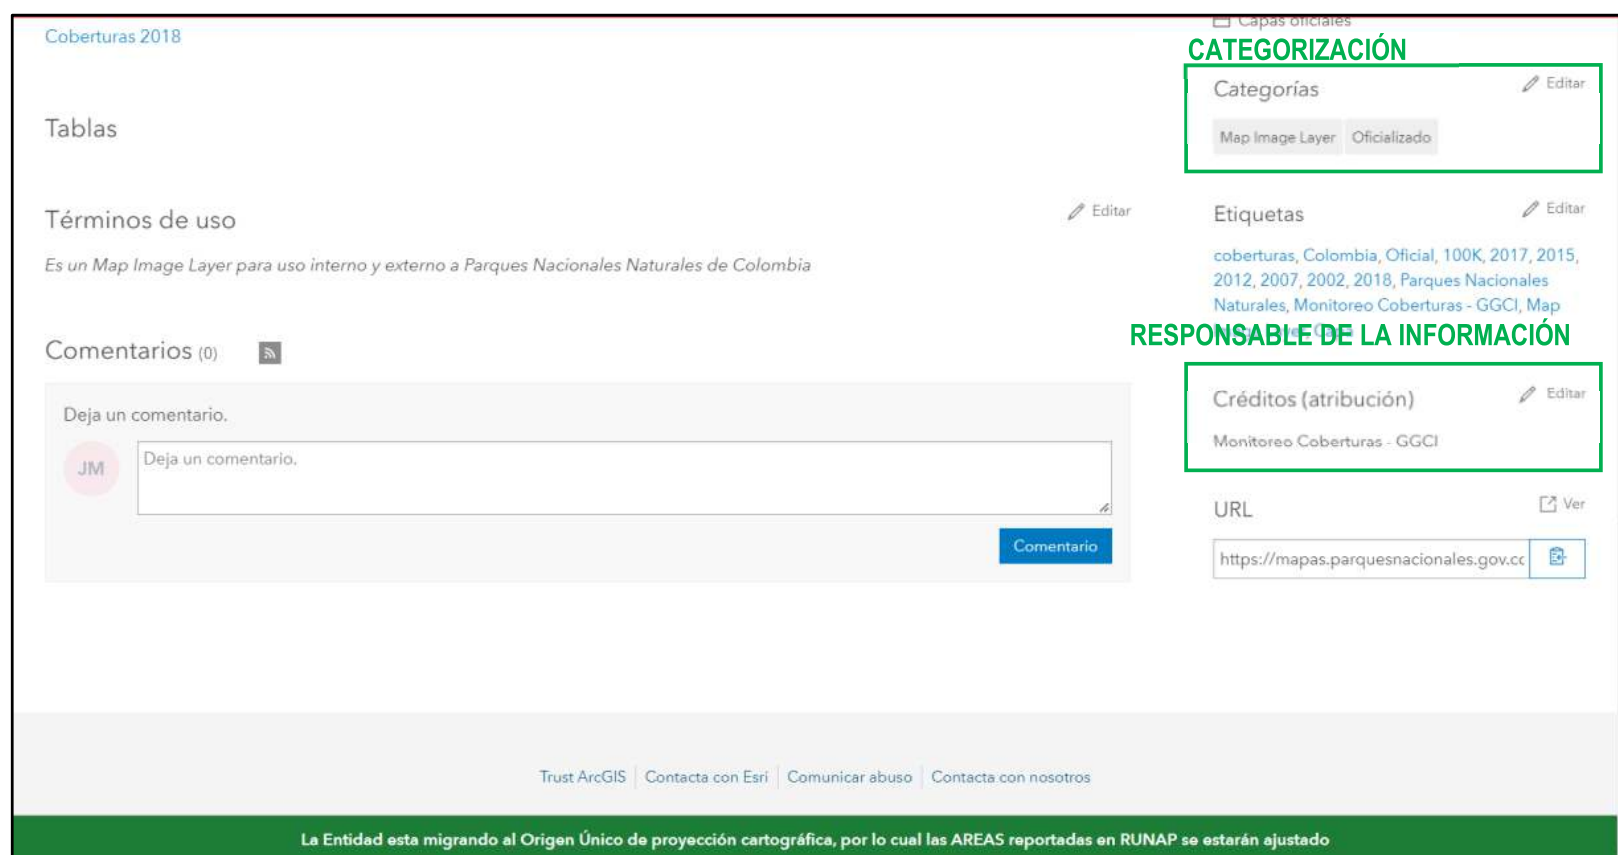 Coberturas 2018
Tablas
Términos de uso
Editar
Es un Map Image Layer para uso interno y externo a Parques Nacionales Naturales de Colombia
Comentarios (0)
Deja un comentario.
JM
Deja un comentario.
Comentario
Capas oficiales
CATEGORIZACIÓN
Categorías
Editar
Map Image Layer
Oficializado
Etiquetas
Editar
coberturas, Colombia, Oficial, 100K, 2017, 2015,
2012, 2007, 2002, 2018, Parques Nacionales
Naturales, Monitoreo Coberturas - GGCI, Map
RESPONSABLE DE LA INFORMACIÓN
Créditos (atribución)
Editar
Monitoreo Coberturas - GGCI
URL
Ver
https://mapas.parquesnacionales.gov.cc
Trust ArcGIS
Contacta con Esri
Comunicar abuso
Contacta con nosotros
La Entidad esta migrando al Origen Único de proyección cartográfica, por lo cual las AREAS reportadas en RUNAP se estarán ajustado